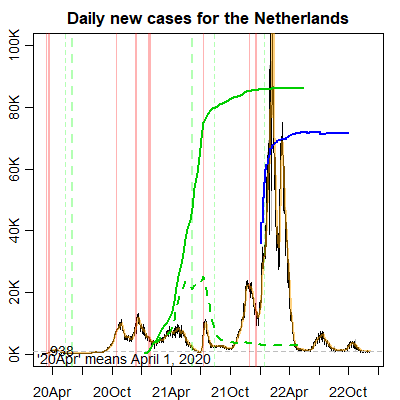 Daily new cases for the Netherlands
100K
80K
60K
40K
20K
0K
938
'20Apr' means April 1, 2020
20Apr 20Oct 21Apr 21Oct 22Apr 22Oct